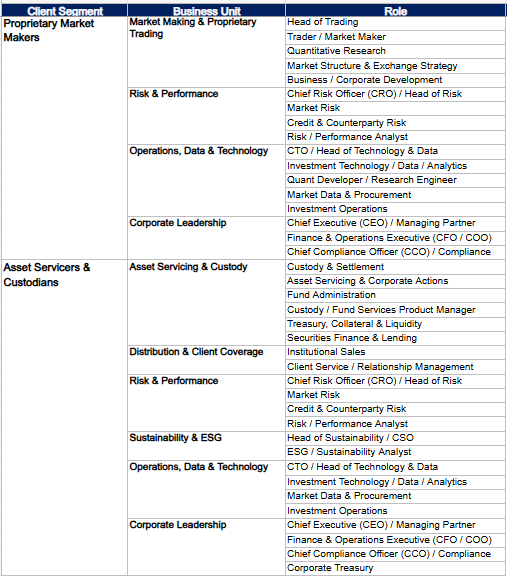 Client Segment Business Unit Role
Proprietary Market Makers Market Making & Proprietary Trading Head of Trading
Trader / Market Maker
Quantitative Research
Market Structure & Exchange Strategy
Business / Corporate Development
Risk & Performance Chief Risk Officer (CRO) / Head of Risk
Market Risk
Credit & Counterparty Risk
Risk / Performance Analyst
Operations, Data & Technology CTO / Head of Technology & Data
Investment Technology / Data / Analytics
Quant Developer / Research Engineer
Market Data & Procurement
Investment Operations
Corporate Leadership Chief Executive (CEO) / Managing Partner
Finance & Operations Executive (CFO / COO)
Chief Compliance Officer (CCO) / Compliance
Asset Servicers & Custodians Asset Servicing & Custody Custody & Settlement
Asset Servicing & Corporate Actions
Fund Administration
Custody / Fund Services Product Manager
Treasury, Collateral & Liquidity
Securities Finance & Lending
Distribution & Client Coverage Institutional Sales
Client Service / Relationship Management
Risk & Performance Chief Risk Officer (CRO) / Head of Risk
Market Risk
Credit & Counterparty Risk
Risk / Performance Analyst
Sustainability & ESG Head of Sustainability / CSO
ESG / Sustainability Analyst
Operations, Data & Technology CTO / Head of Technology & Data
Investment Technology / Data / Analytics
Market Data & Procurement
Investment Operations
Corporate Leadership Chief Executive (CEO) / Managing Partner
Finance & Operations Executive (CFO / COO)
Chief Compliance Officer (CCO) / Compliance
Corporate Treasury